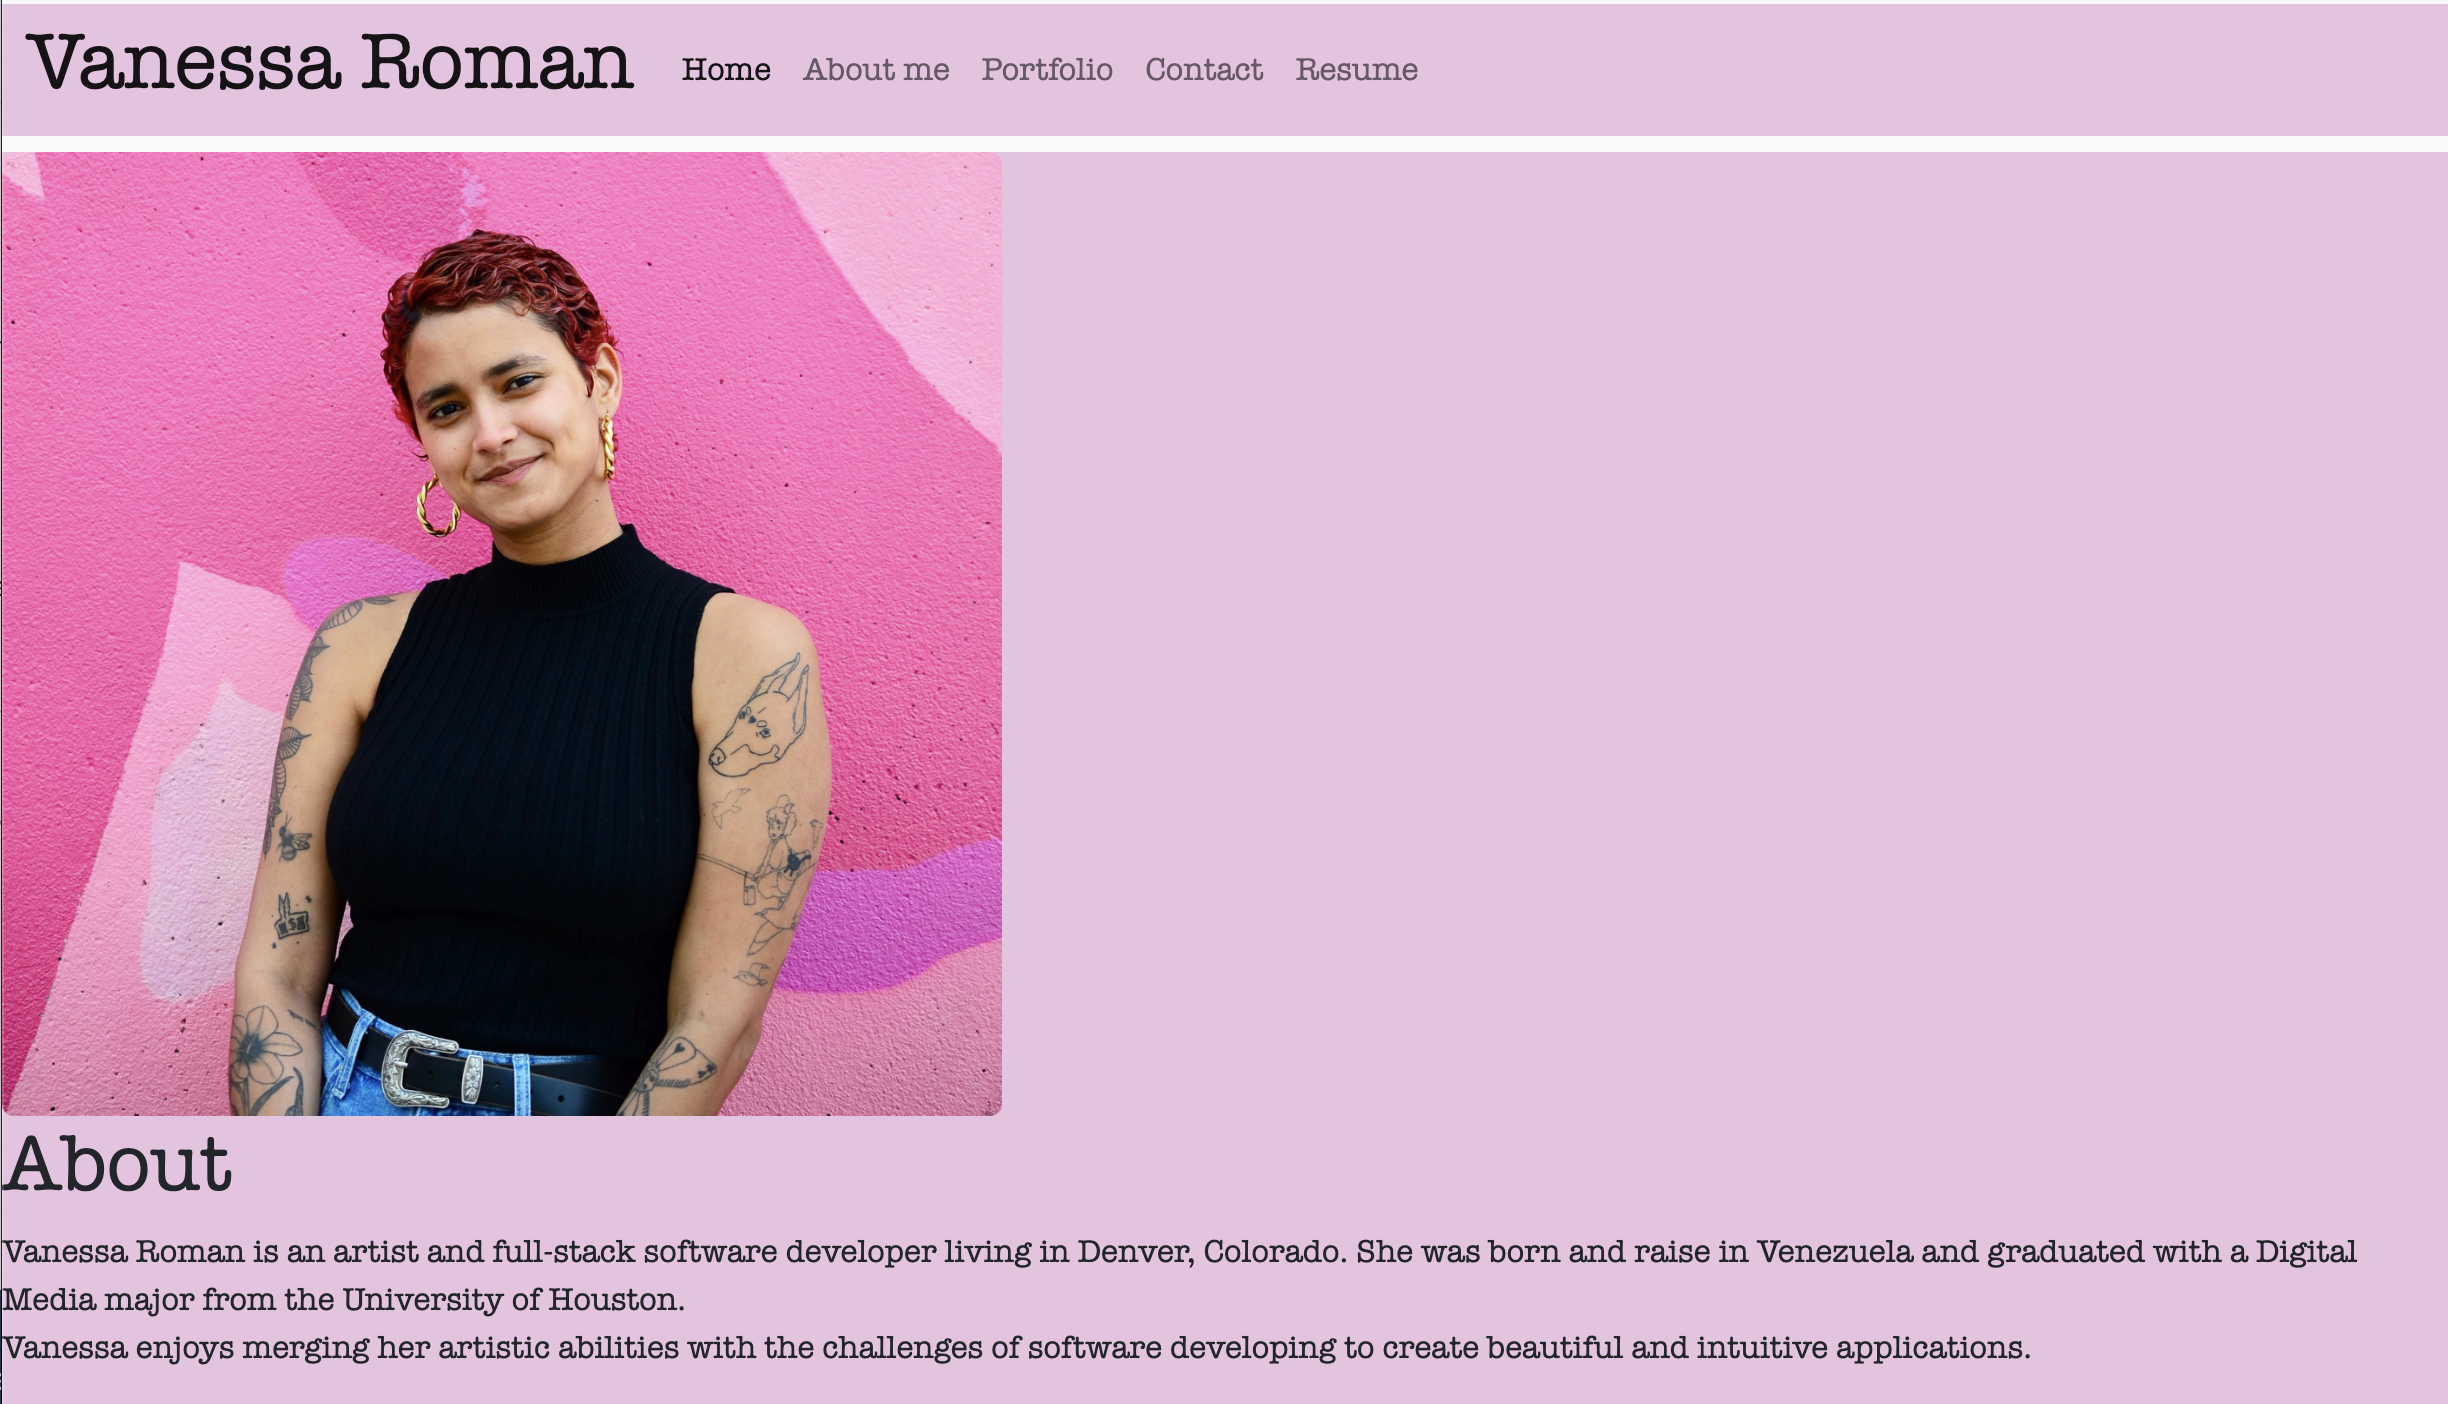 Vanessa Roman Home About me Portfolio Contact Resume
About
Vanessa Roman is an artist and full-stack software developer living in Denver, Colorado. She was born and raise in Venezuela and graduated with a Digital
Media major from the University of Houston.
Vanessa enjoys merging her artistic abilities with the challenges of software developing to create beautiful and intuitive applications.